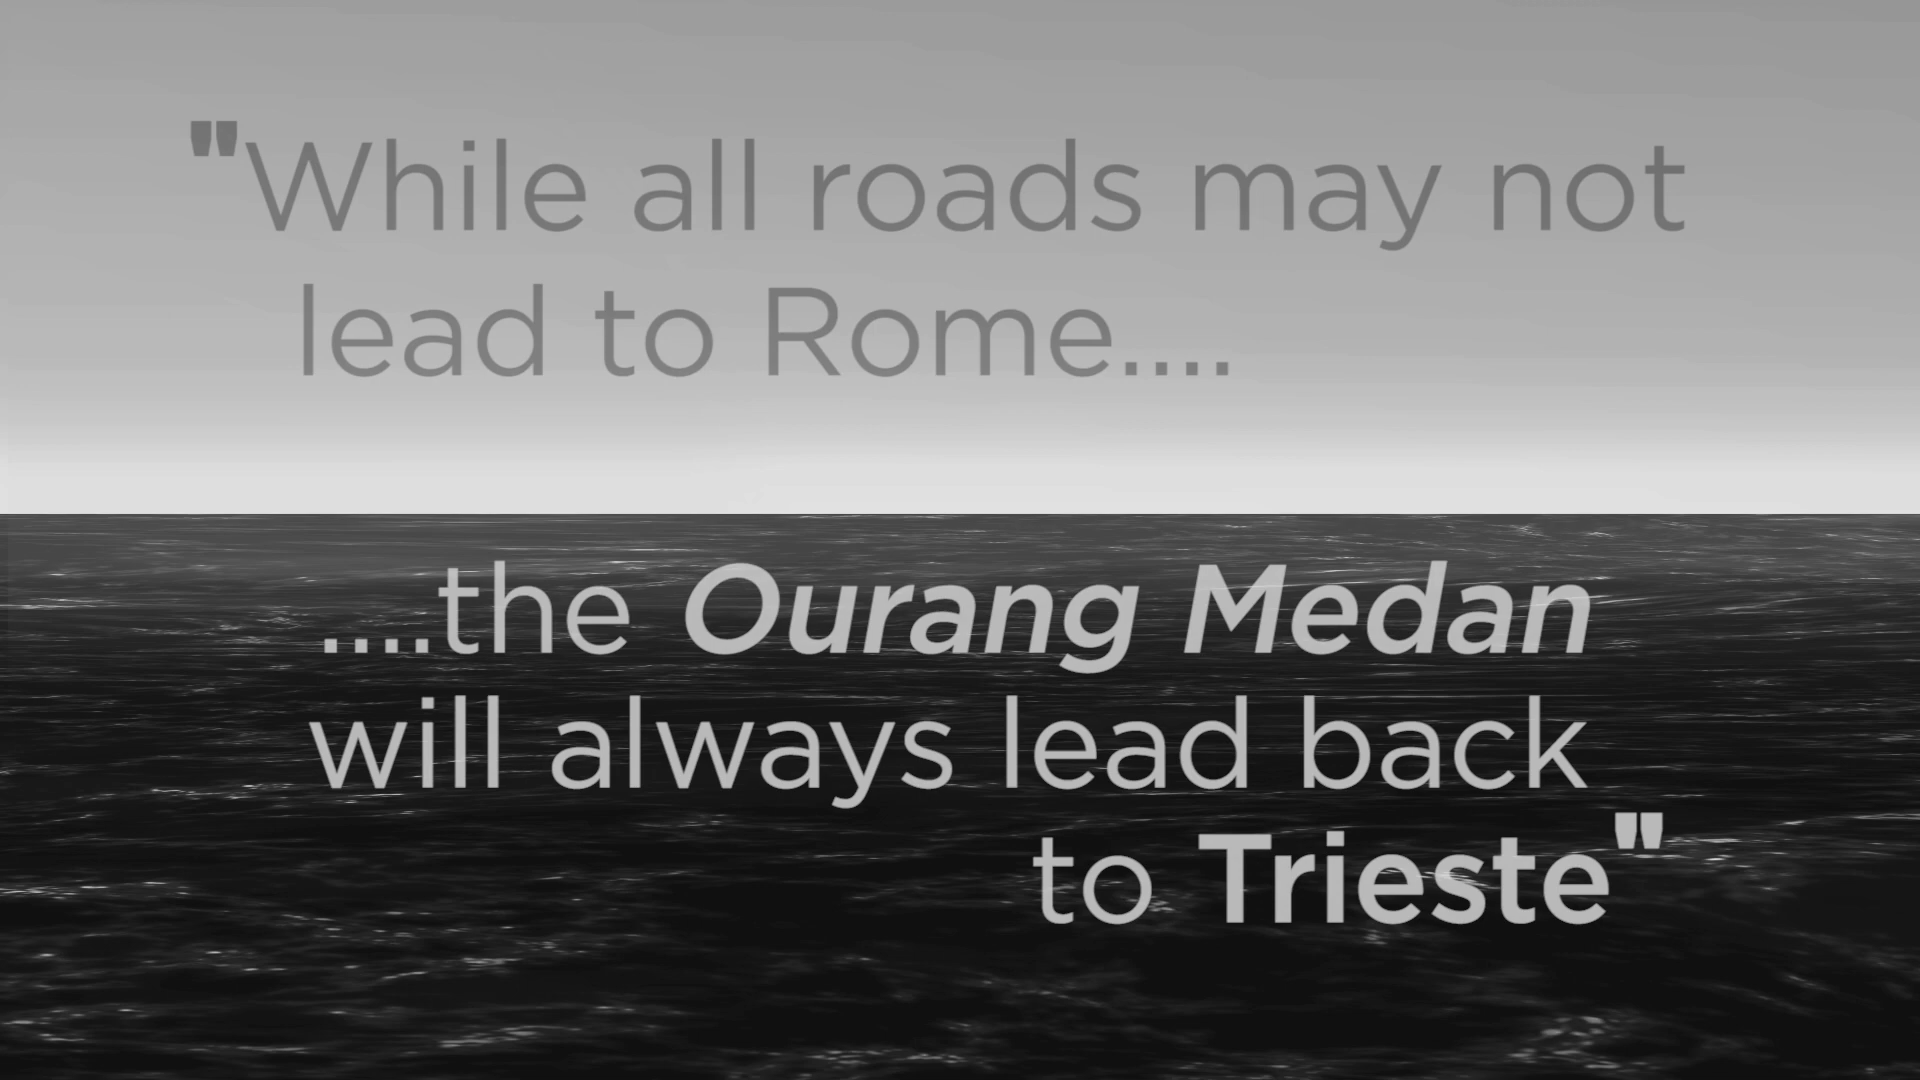 "While all roads may not
lead to Rome....
....the Ourang Medan
will always lead back
to Trieste"